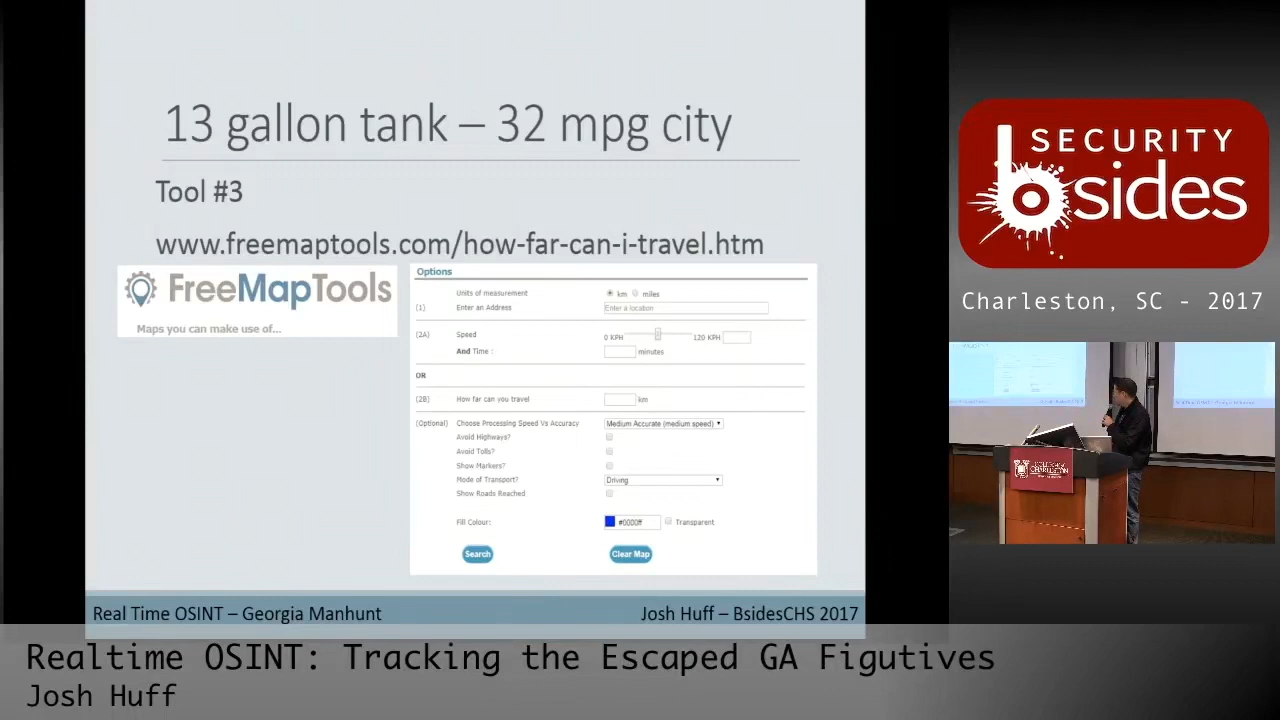 13 gallon tank – 32 mpg city
Tool #3
www.freemaptools.com/how-far-can-i-travel.htm
FreeMapTools
Maps you can make use of...
Options
Units of measurement km miles
(1) Enter an Address Enter a location
(2A) Speed 0 KPH 120 KPH
And Time : minutes
OR
(2B) How far can you travel km
(Optional) Choose Processing Speed Vs Accuracy Medium Accurate (medium speed)
Avoid Highways?
Avoid Tolls?
Show Markers?
Mode of Transport? Driving
Show Roads Reached
Fill Colour: #0000ff Transparent
Search Clear Map
Real Time OSINT – Georgia Manhunt Josh Huff – BsidesCHS 2017
SECURITY
bsides
Charleston, SC - 2017
CHARLESTON
Realtime OSINT: Tracking the Escaped GA Figutives
Josh Huff